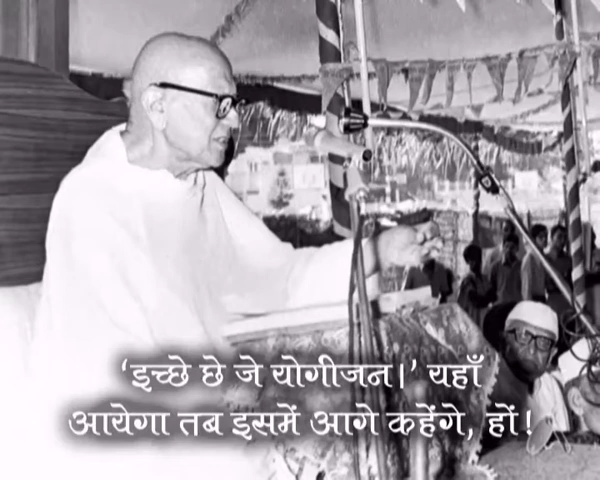 ‘इच्छे छे जे योगीजन।’ यहाँ
आयेगा तब इसमें आगे कहेंगे, हों!